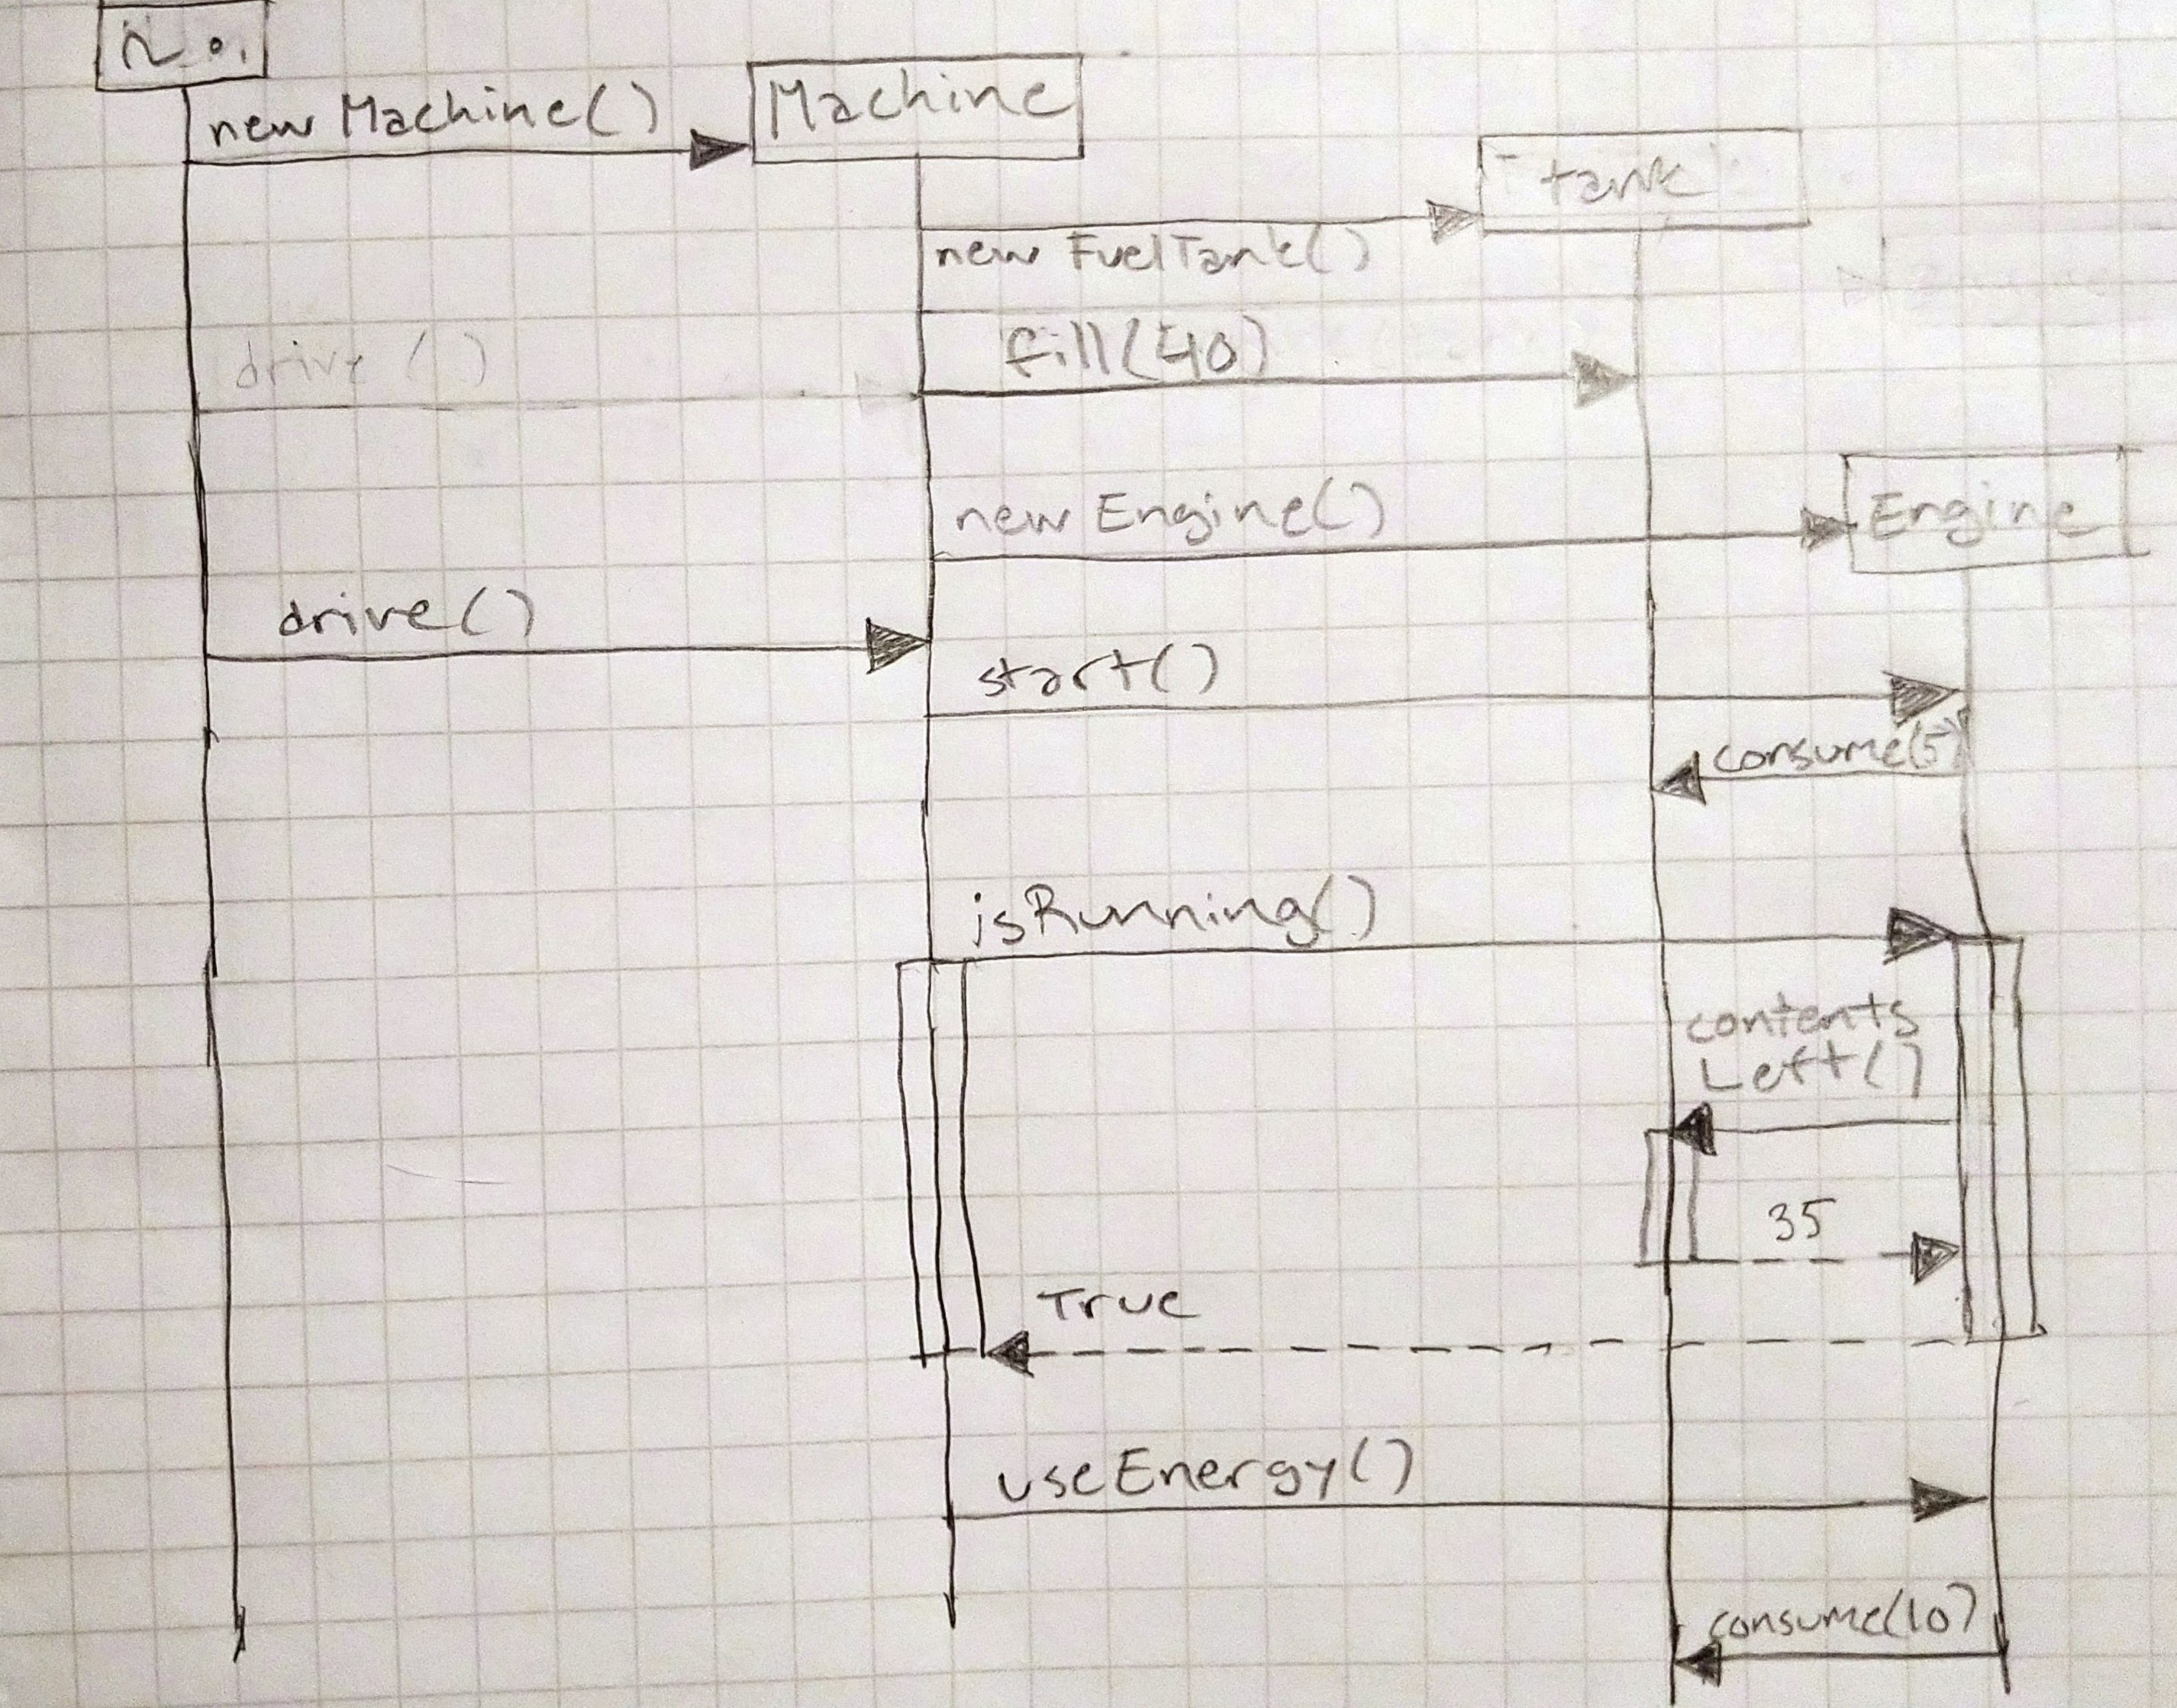 new Machine()
Machine
tank
new FuelTank()
drive ()
fill(40)
new Engine()
Engine
drive()
start()
consume(5)
isRunning()
contents
Left()
35
True
useEnergy()
consume(10)